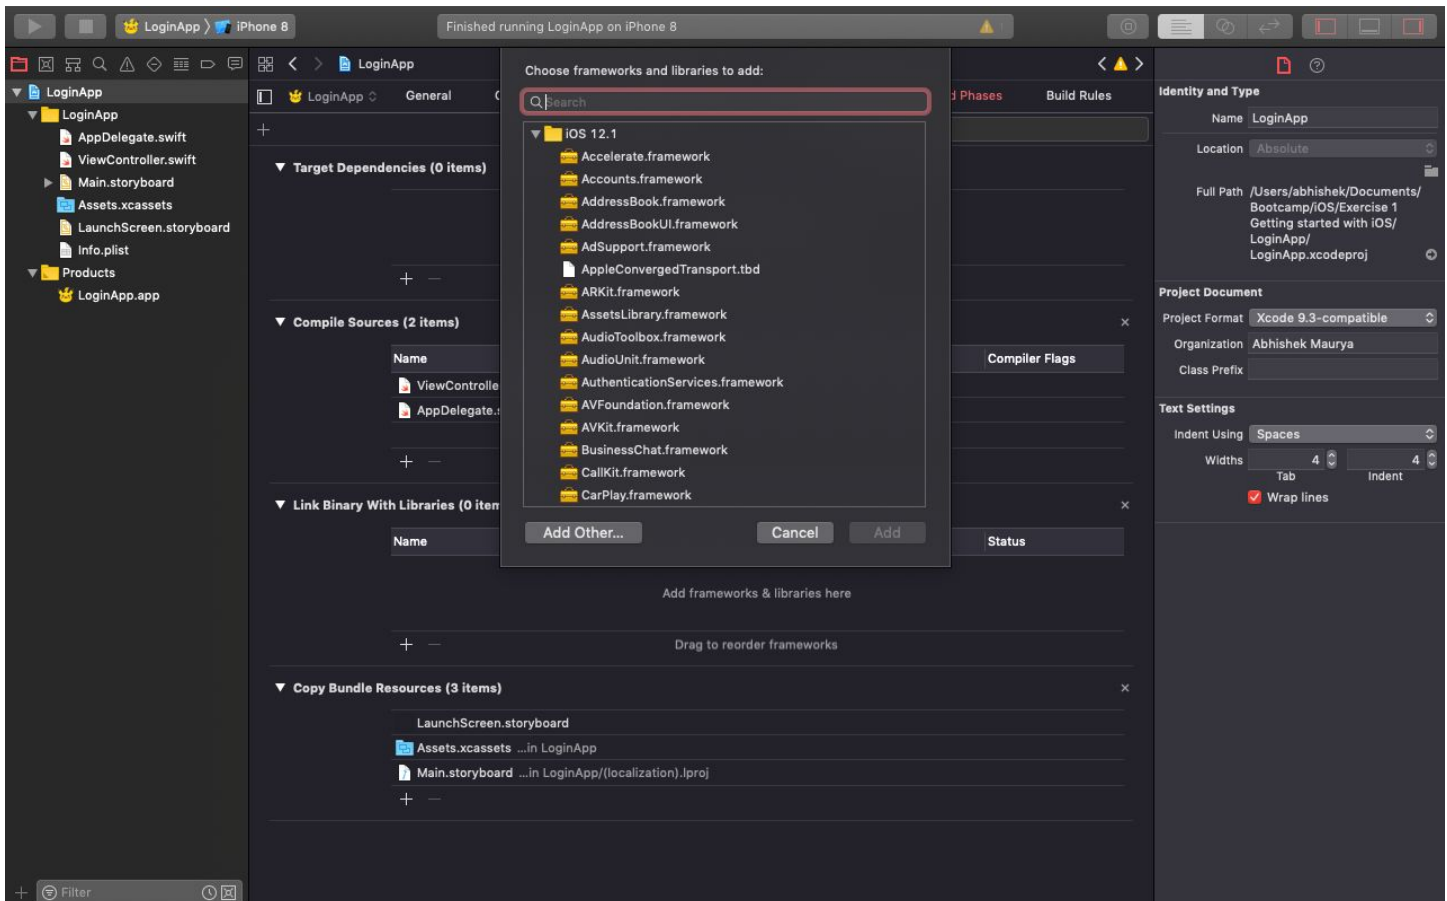 LoginApp
iPhone 8
Finished running LoginApp on iPhone 8
LoginApp
LoginApp
AppDelegate.swift
ViewController.swift
Main.storyboard
Assets.xcassets
LaunchScreen.storyboard
Info.plist
Products
LoginApp.app
Filter
LoginApp
LoginApp
General
d Phases
Build Rules
Target Dependencies (0 items)
Compile Sources (2 items)
Name
Compiler Flags
ViewControlle
AppDelegate.s
Link Binary With Libraries (0 item
Name
Status
Add frameworks & libraries here
Drag to reorder frameworks
Copy Bundle Resources (3 items)
LaunchScreen.storyboard
Assets.xcassets ...in LoginApp
Main.storyboard ...in LoginApp/(localization).lproj
Choose frameworks and libraries to add:
Search
iOS 12.1
Accelerate.framework
Accounts.framework
AddressBook.framework
AddressBookUI.framework
AdSupport.framework
AppleConvergedTransport.tbd
ARKit.framework
AssetsLibrary.framework
AudioToolbox.framework
AudioUnit.framework
AuthenticationServices.framework
AVFoundation.framework
AVKit.framework
BusinessChat.framework
CallKit.framework
CarPlay.framework
Add Other...
Cancel
Add
Identity and Type
Name LoginApp
Location Absolute
Full Path /Users/abhishek/Documents/
Bootcamp/iOS/Exercise 1
Getting started with iOS/
LoginApp/
LoginApp.xcodeproj
Project Document
Project Format Xcode 9.3-compatible
Organization Abhishek Maurya
Class Prefix
Text Settings
Indent Using Spaces
Widths 4 4
Tab Indent
Wrap lines